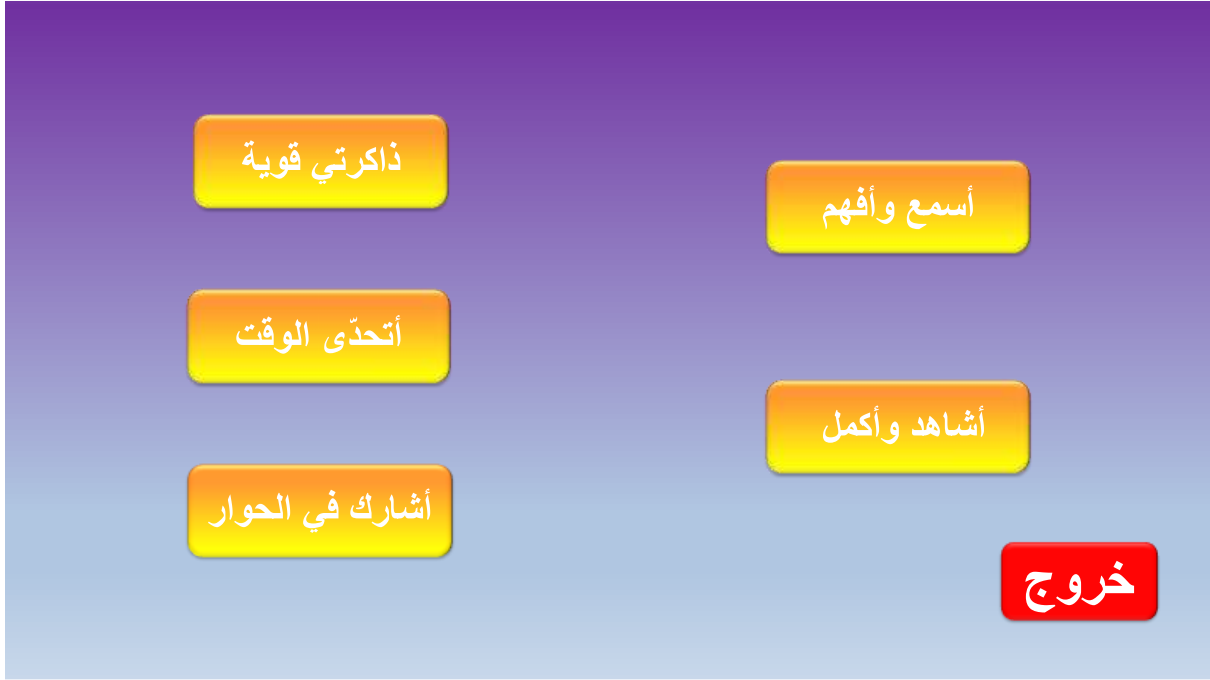 أسمع وأفهم
أشاهد وأكمل
ذاكرتي قوية
أتحدّى الوقت
أشارك في الحوار
خروج